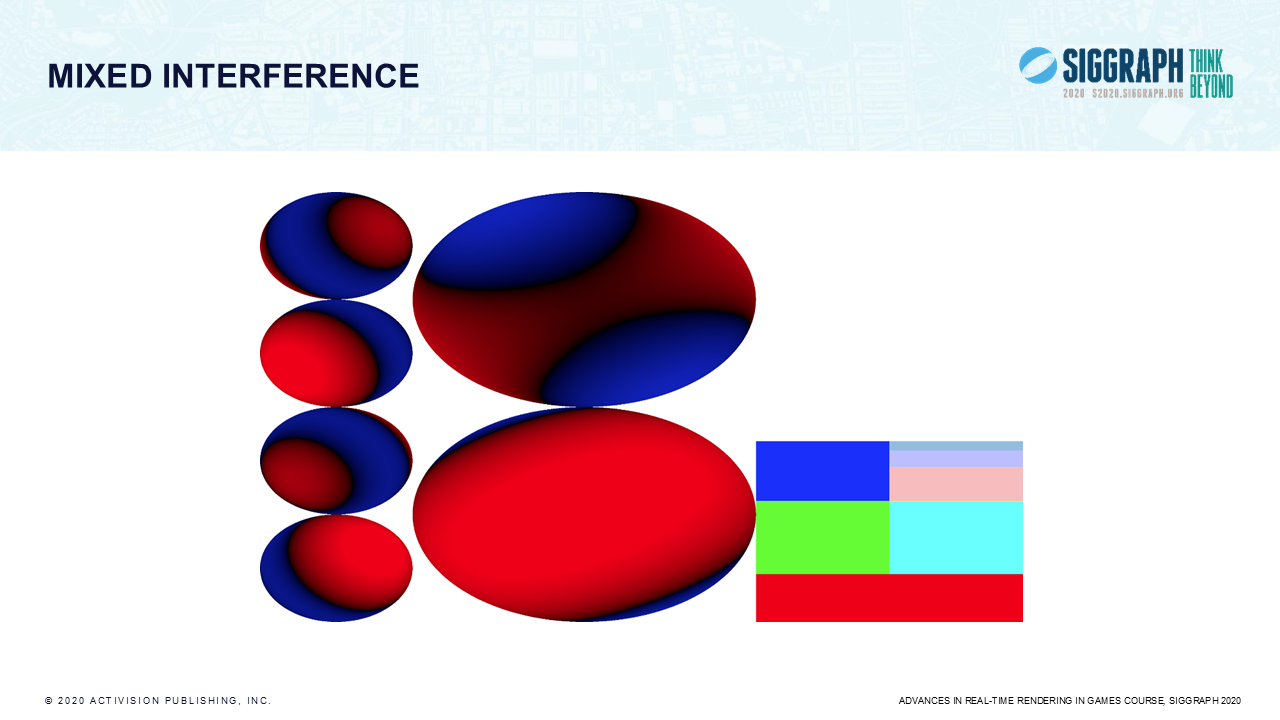 MIXED INTERFERENCE
SIGGRAPH THINK
BEYOND
2020 S2020.SIGGRAPH.ORG
© 2020 ACTIVISION PUBLISHING, INC.
ADVANCES IN REAL-TIME RENDERING IN GAMES COURSE, SIGGRAPH 2020